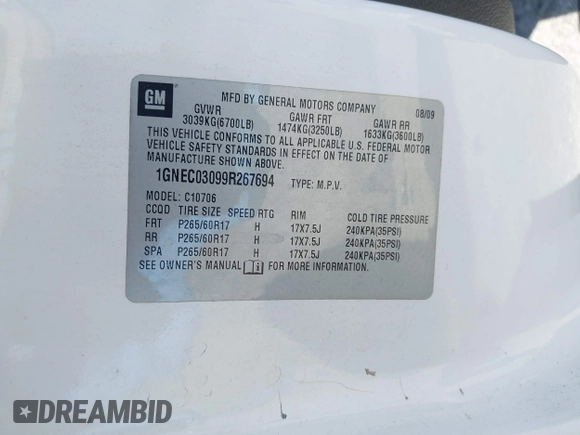 GM
MFD BY GENERAL MOTORS COMPANY 08/09
GVWR GAWR FRT GAWR RR
3039KG(6700LB) 1474KG(3250LB) 1633KG(3600LB)
THIS VEHICLE CONFORMS TO ALL APPLICABLE U.S. FEDERAL MOTOR
VEHICLE SAFETY STANDARDS IN EFFECT ON THE DATE OF
MANUFACTURE SHOWN ABOVE.
1GNEC03099R267694 TYPE: M.P.V.
MODEL: C10706
CCOD TIRE SIZE SPEED RTG RIM COLD TIRE PRESSURE
FRT P265/60R17 H 17X7.5J 240KPA(35PSI)
RR P265/60R17 H 17X7.5J 240KPA(35PSI)
SPA P265/60R17 H 17X7.5J 240KPA(35PSI)
SEE OWNER'S MANUAL FOR ADDITIONAL INFORMATION.
DREAMBID